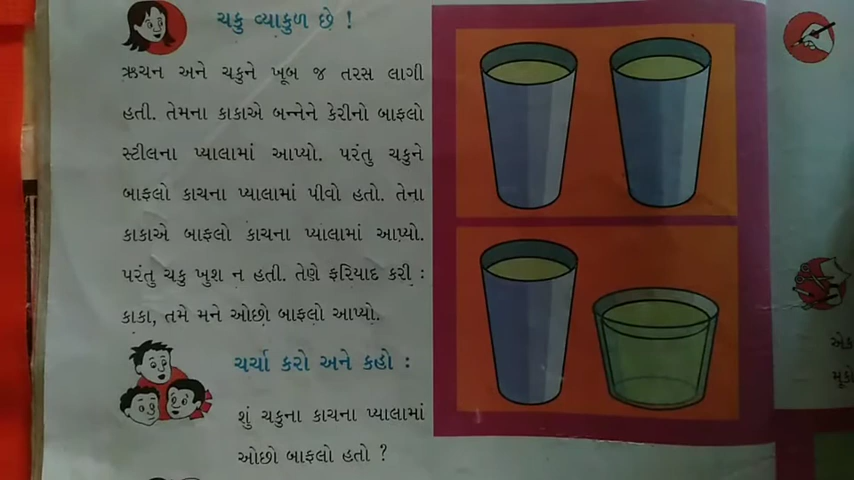 ચકુ વ્યાકુળ છે !
ઋચન અને ચકુને ખૂબ જ તરસ લાગી
હતી. તેમના કાકાએ બન્નેને કેરીનો બાફલો
સ્ટીલના પ્યાલામાં આપ્યો. પરંતુ ચકુને
બાફલો કાચના પ્યાલામાં પીવો હતો. તેના
કાકાએ બાફલો કાચના પ્યાલામાં આપ્યો.
પરંતુ ચકુ ખુશ ન હતી. તેણે ફરિયાદ કરી :
કાકા, તમે મને ઓછો બાફલો આપ્યો.
ચર્ચા કરો અને કહો :
શું ચકુના કાચના પ્યાલામાં
ઓછો બાફલો હતો ?
એક
મૂકો